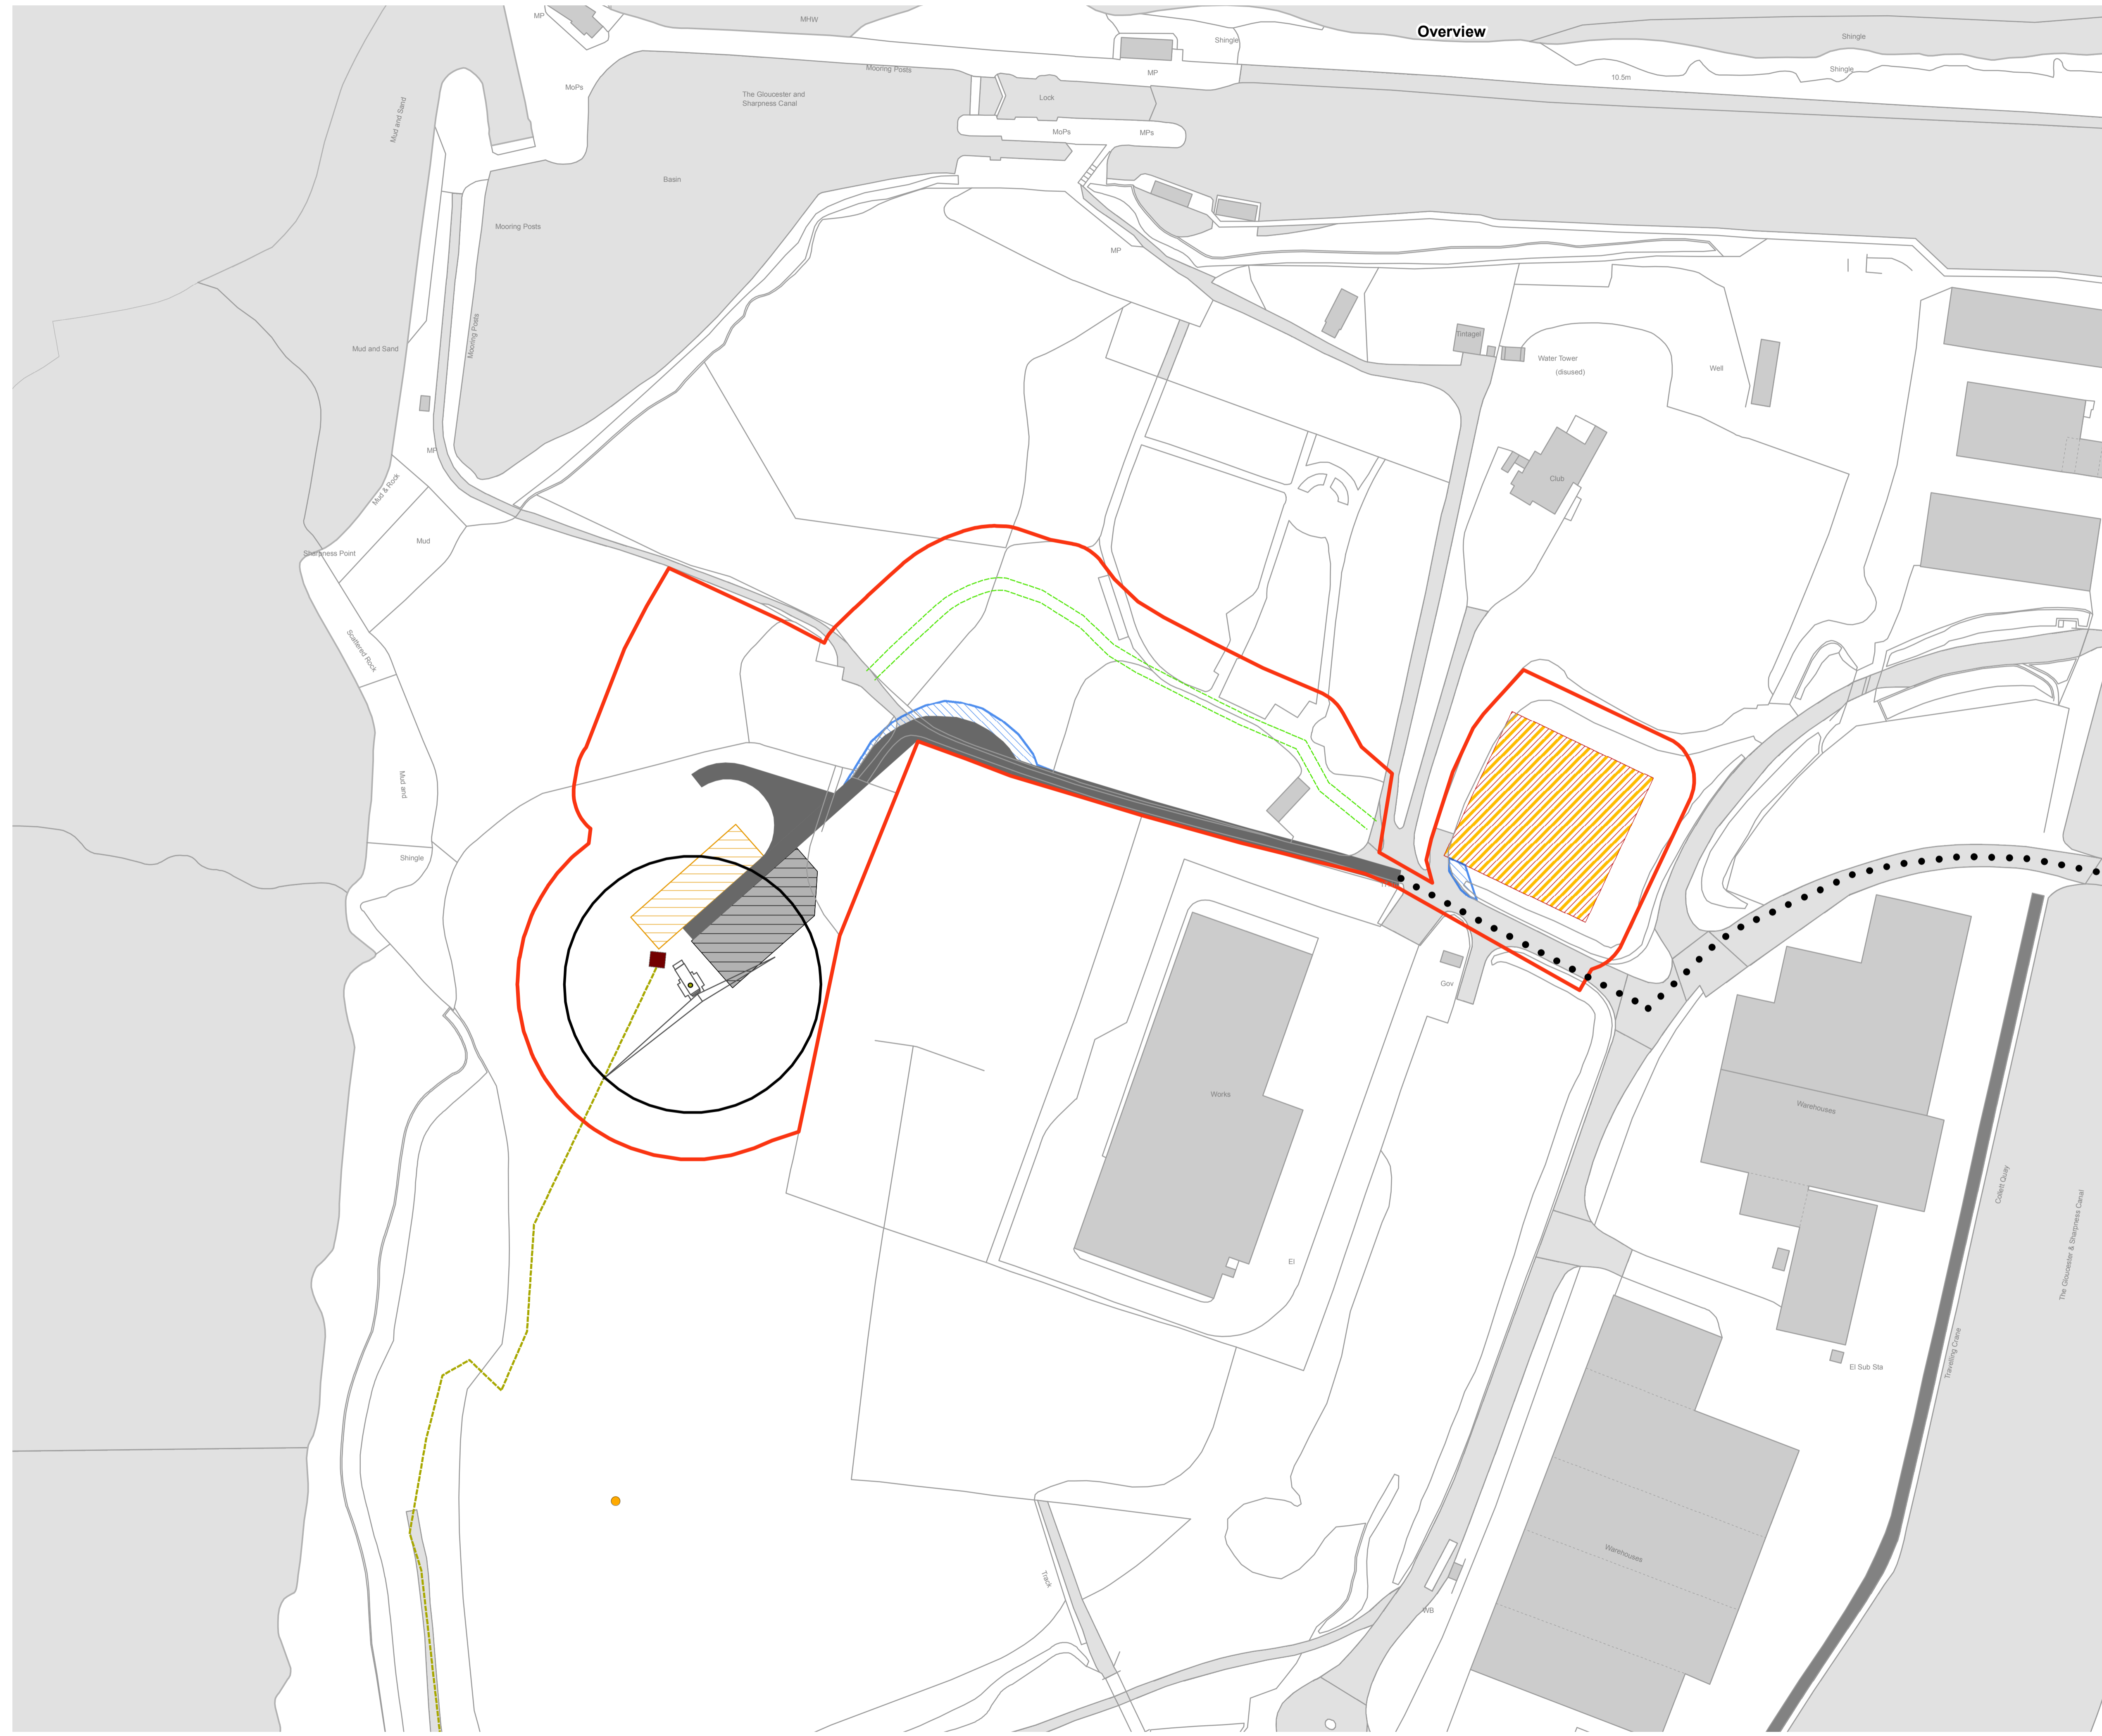 MP
MHW
Overview
Shingle
Shingle
Mooring Posts
MP
Shingle
10.5m
MoPs
The Gloucester and
Sharpness Canal
Lock
Mud and Sand
MoPs
MPs
Basin
Mooring Posts
MP
Mooring Posts
Tintagel
Mud and Sand
Water Tower
(disused)
Well
MP
Club
Mud & Rock
Mud
Sharpness Point
Scattered Rock
Mud and
Shingle
Gov
Works
Warehouses
Collett Quay
The Gloucester & Sharpness Canal
El
Travelling Crane
El Sub Sta
Warehouses
Track
WB